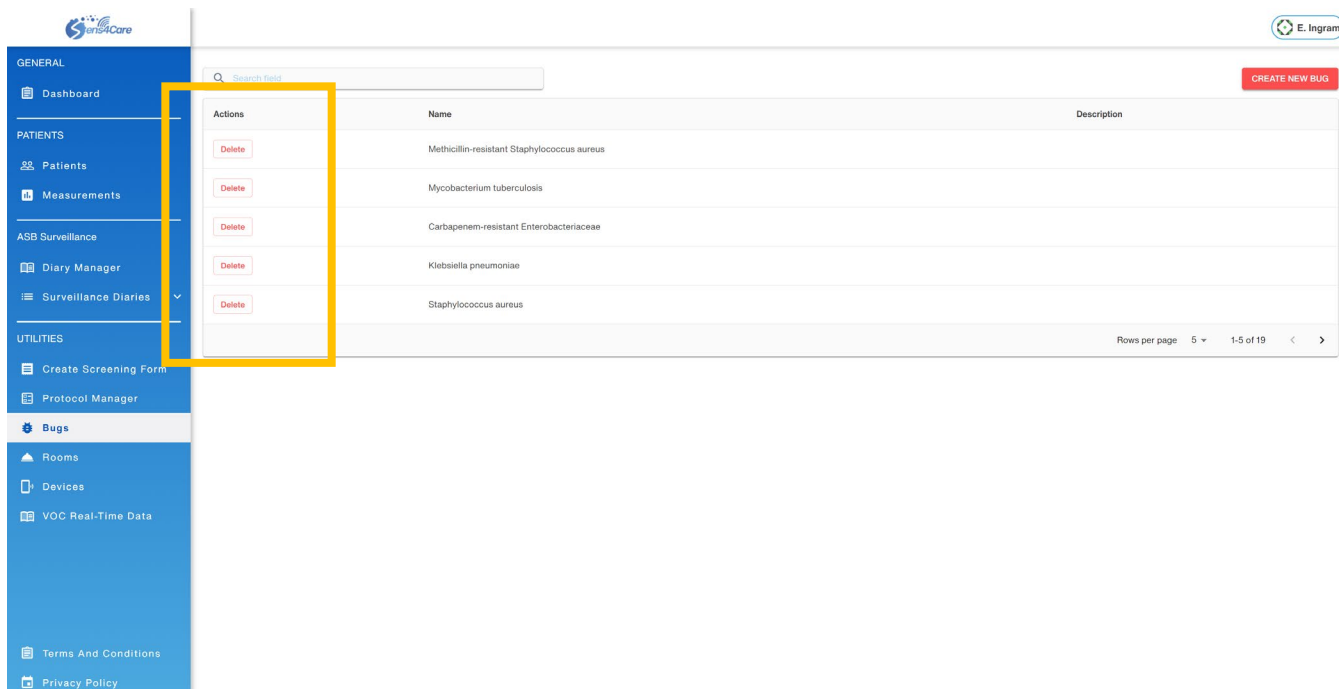 Sens4Care
E. Ingram
GENERAL
Dashboard
PATIENTS
Patients
Measurements
ASB Surveillance
Diary Manager
Surveillance Diaries
UTILITIES
Create Screening Form
Protocol Manager
Bugs
Rooms
Devices
VOC Real-Time Data
Terms And Conditions
Privacy Policy
Search field
CREATE NEW BUG
Actions Name Description
Delete Methicillin-resistant Staphylococcus aureus
Delete Mycobacterium tuberculosis
Delete Carbapenem-resistant Enterobacteriaceae
Delete Klebsiella pneumoniae
Delete Staphylococcus aureus
Rows per page 5 1-5 of 19